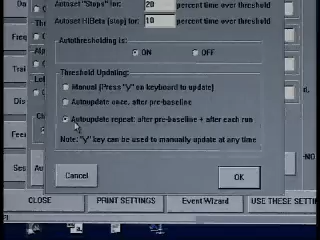 Autoset "Stops" for: 20 percent time over threshold
Autoset HiBeta (stop) for: 10 percent time over threshold
Autothresholding is:
ON OFF
Threshold Updating:
Manual (Press "y" on keyboard to update)
Autoupdate once, after pre-baseline
Autoupdate repeat: after pre-baseline + after each run
Note: "y" key can be used to manually update at any time
Cancel OK
CLOSE PRINT SETTINGS Event Wizard USE THESE SETTIN